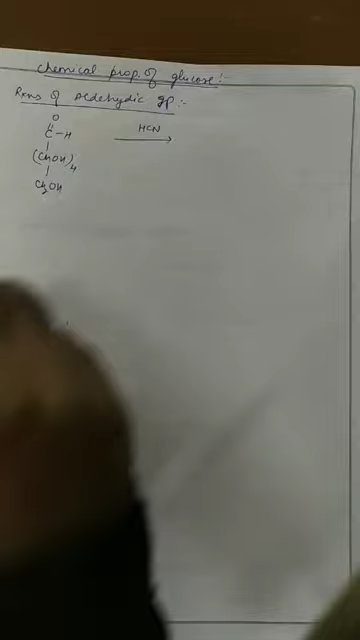 Chemical prop. of glucose:-
Rxns of aldehydic gp:-
O
C-H
HCN
(CHOH)4
CH2OH